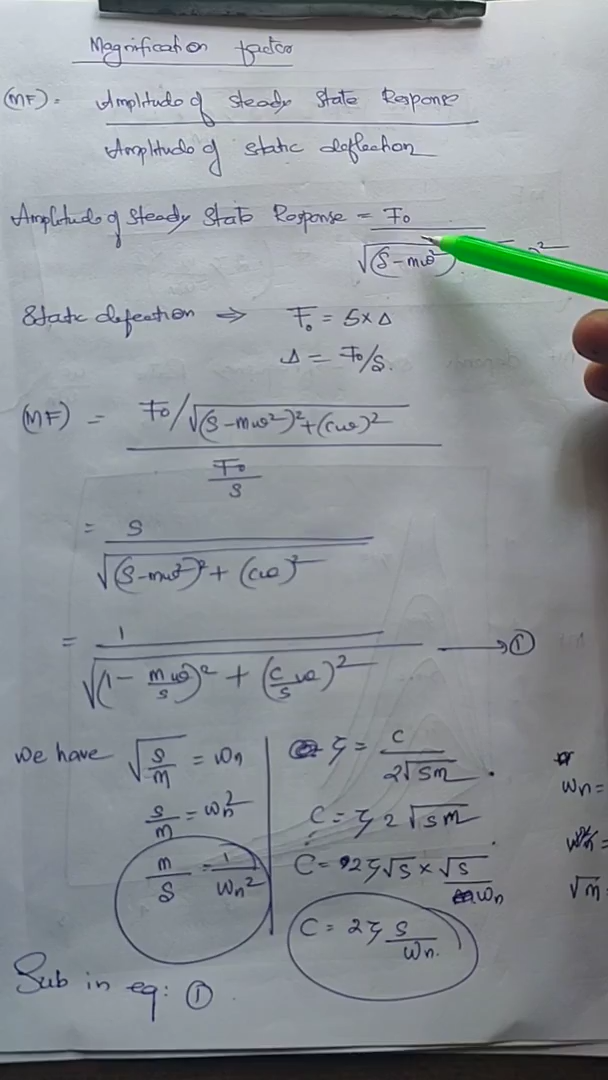 Magnification factor
(MF) = Amplitude of steady State Response
Amplitude of static deflection
Amplitude of Steady State Response = F₀
√(S-mω²)² ²
Static defection ⇒ F₀ = S×Δ
Δ = F₀/S.
(MF) = F₀/√(S-mω²)²+(cω)²
F₀
S
= S
√(S-mω²)²+(cω)²
= 1 → ①
√(1 - mω²/s)² + (c/s ω)²
We have √(s/m) = ωn
s/m = ωn²
m/s = 1/ωn²
ζ = c/2√sm .
C = ζ 2√sm
C = 2ζ√s × √s/ωn
C = 2ζ s/ωn.
ωn =
√m
Sub in eq: ①